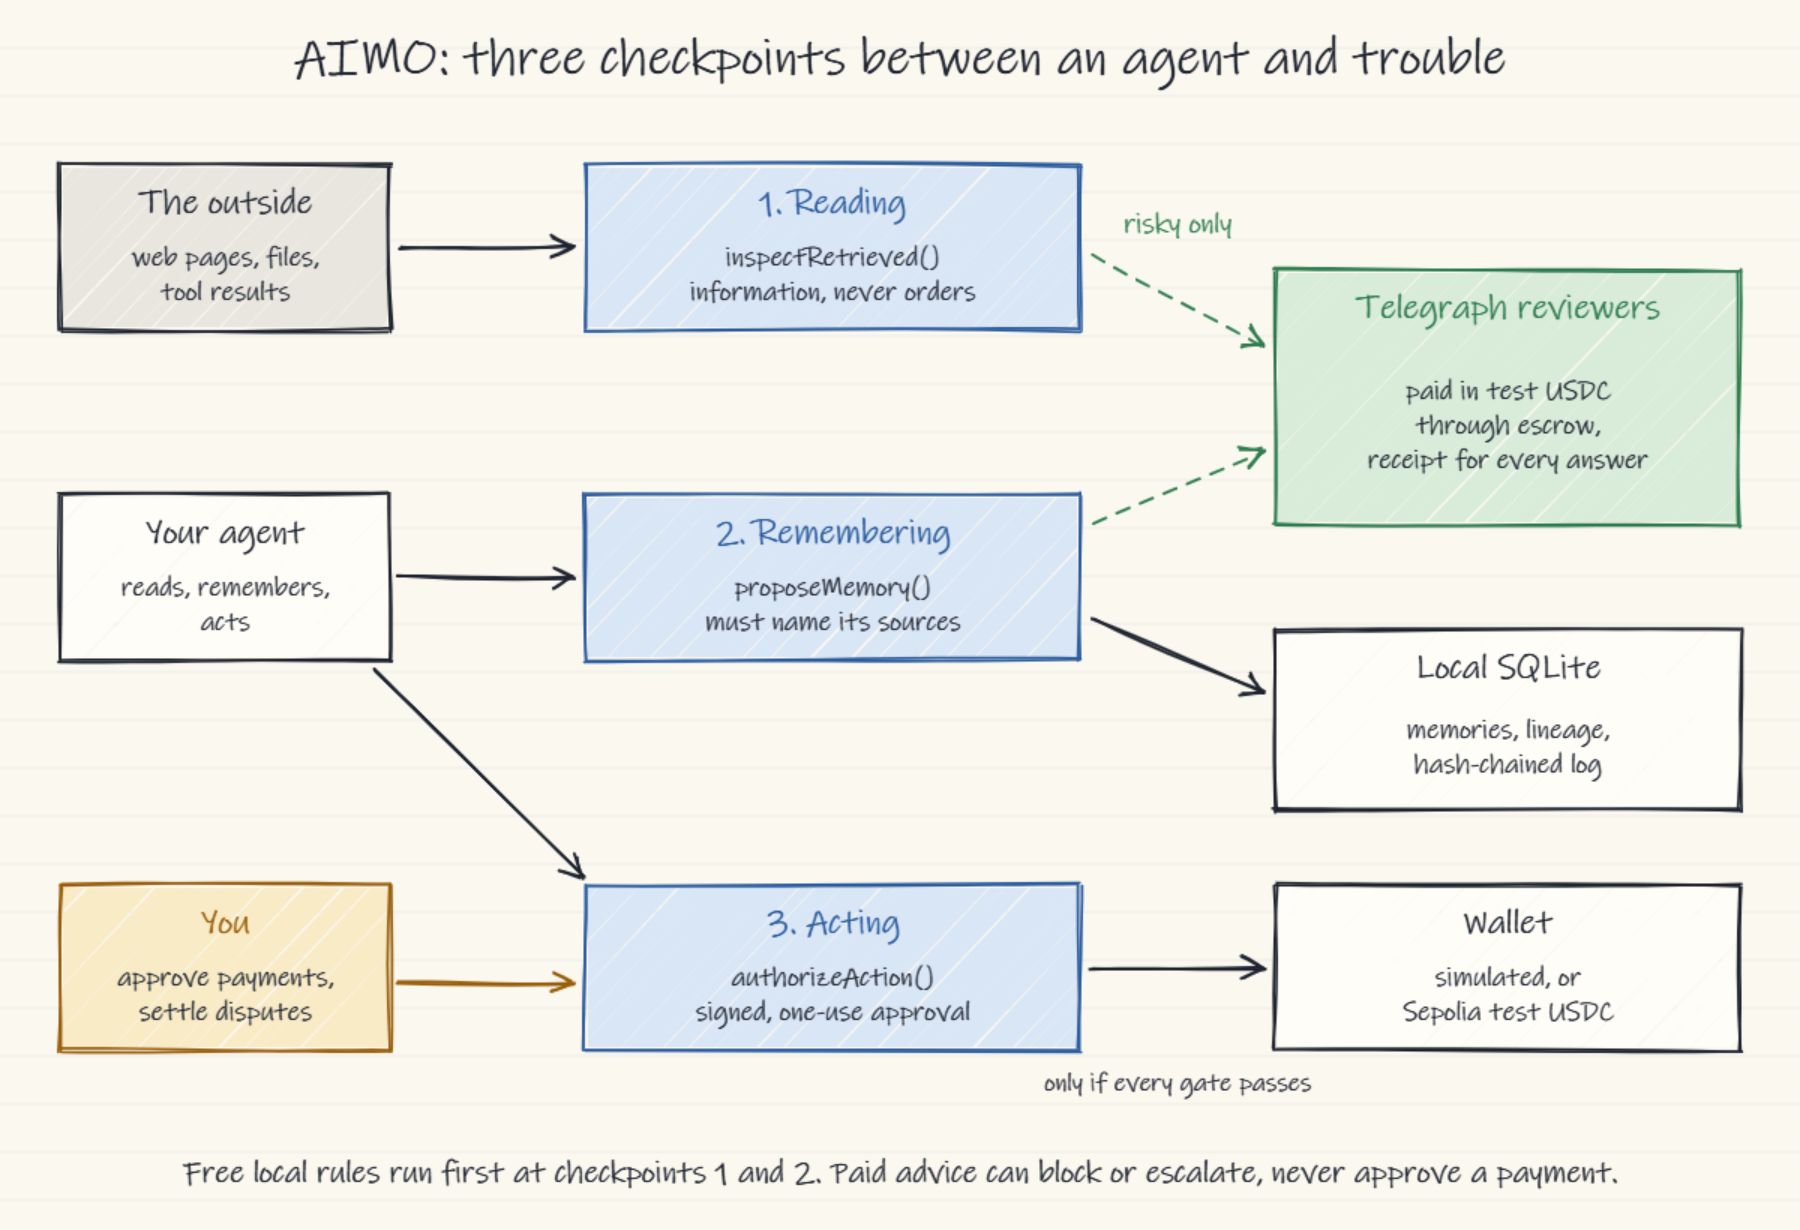 AIMO: three checkpoints between an agent and trouble
The outside
web pages, files,
tool results
1. Reading
inspectRetrieved()
information, never orders
risky only
Telegraph reviewers
paid in test USDC
through escrow,
receipt for every answer
Your agent
reads, remembers,
acts
2. Remembering
proposeMemory()
must name its sources
Local SQLite
memories, lineage,
hash-chained log
You
approve payments,
settle disputes
3. Acting
authorizeAction()
signed, one-use approval
Wallet
simulated, or
Sepolia test USDC
only if every gate passes
Free local rules run first at checkpoints 1 and 2. Paid advice can block or escalate, never approve a payment.